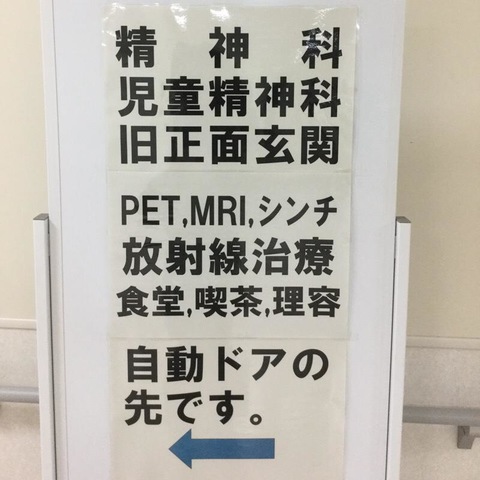 精神科
児童精神科
旧正面玄関
PET,MRI,シンチ
放射線治療
食堂,喫茶,理容
自動ドアの
先です。